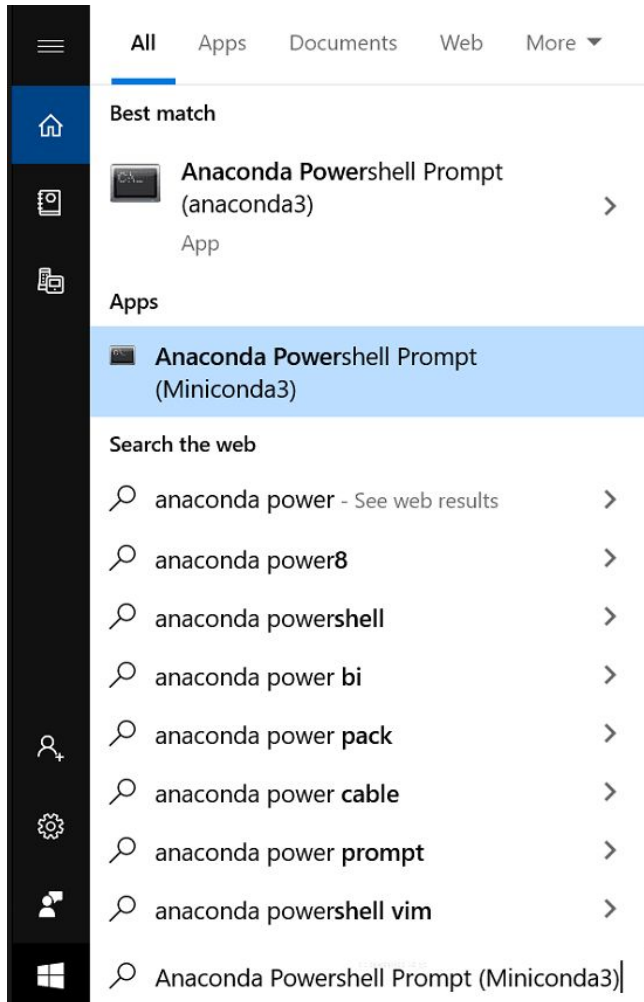 All Apps Documents Web More
Best match
Anaconda Powershell Prompt
(anaconda3)
App
Apps
Anaconda Powershell Prompt
(Miniconda3)
Search the web
anaconda power - See web results
anaconda power8
anaconda powershell
anaconda power bi
anaconda power pack
anaconda power cable
anaconda power prompt
anaconda powershell vim
Anaconda Powershell Prompt (Miniconda3)